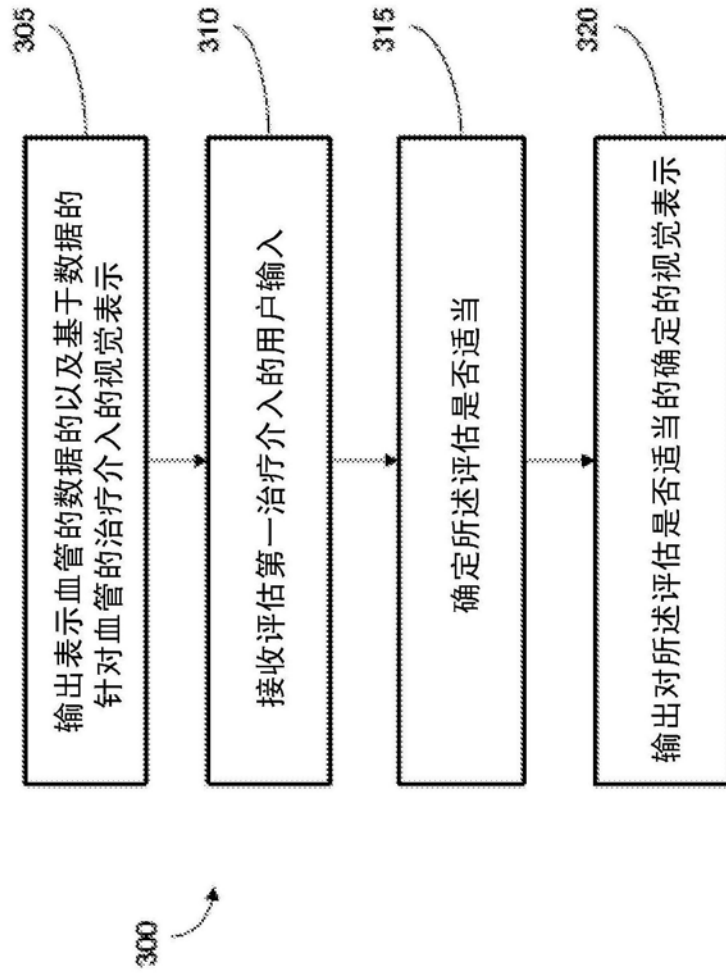 300
305
输出表示血管的数据的以及基于数据的
针对血管的治疗介入的视觉表示
310
接收评估第一治疗介入的用户输入
315
确定所述评估是否适当
320
输出对所述评估是否适当的确定的视觉表示